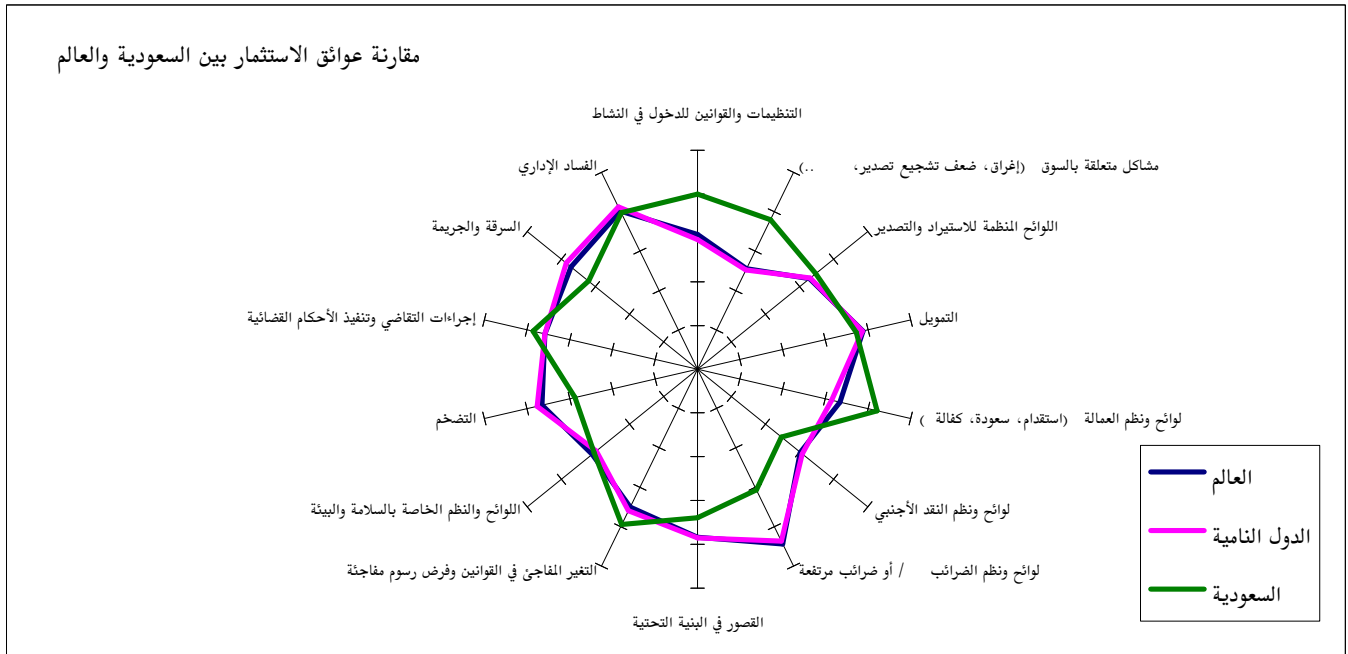 مقارنة عوائق الاستثمار بين السعودية والعالم
التنظيمات والقوانين للدخول في النشاط
مشاكل متعلقة بالسوق (إغراق، ضعف تشجيع تصدير، ..)
اللوائح المنظمة للاستيراد والتصدير
التمويل
لوائح ونظم العمالة (استقدام، سعودة، كفالة )
لوائح ونظم النقد الأجنبي
لوائح ونظم الضرائب / أو ضرائب مرتفعة
القصور في البنية التحتية
التغير المفاجئ في القوانين وفرض رسوم مفاجئة
اللوائح والنظم الخاصة بالسلامة والبيئة
التضخم
إجراءات التقاضي وتنفيذ الأحكام القضائية
السرقة والجريمة
الفساد الإداري
العالم
الدول النامية
السعودية